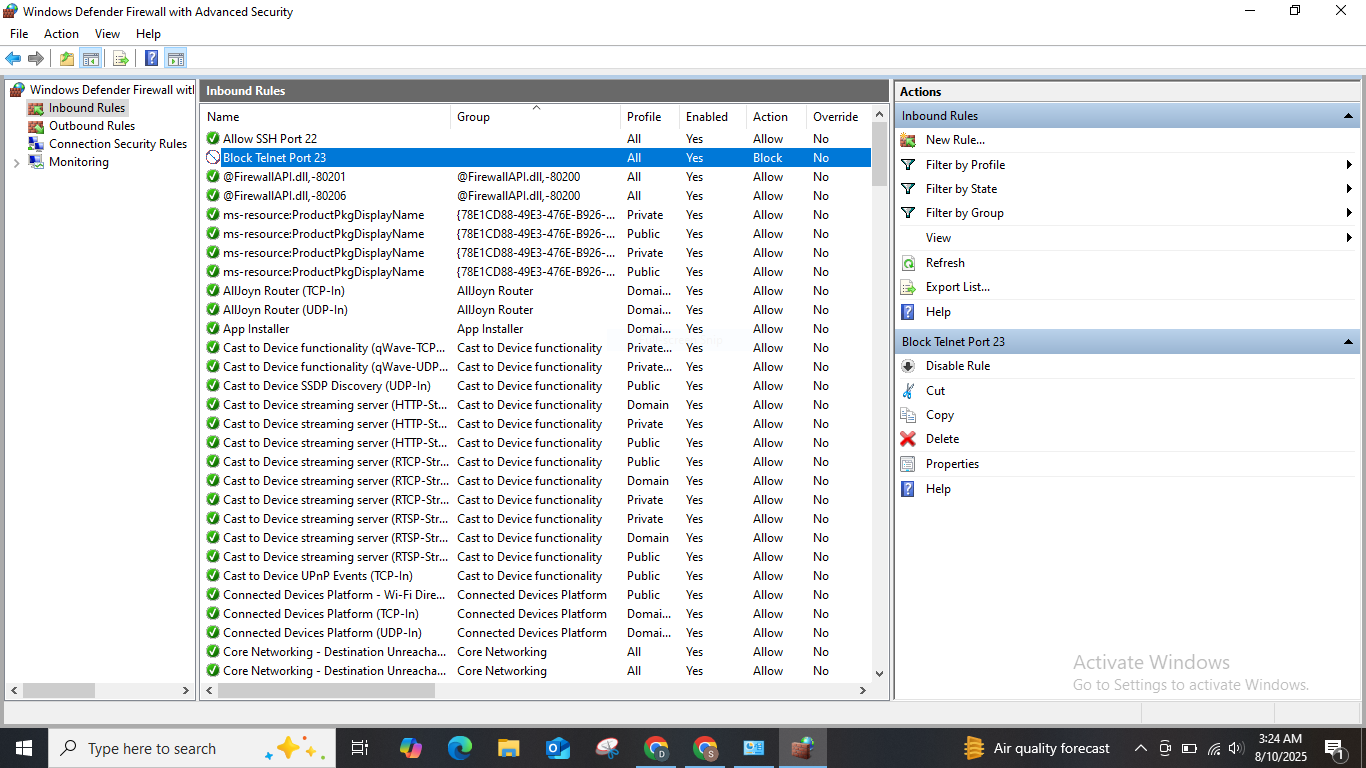 Windows Defender Firewall with Advanced Security
File Action View Help
Windows Defender Firewall wit
Inbound Rules
Outbound Rules
Connection Security Rules
Monitoring
Inbound Rules
Name Group Profile Enabled Action Override
Allow SSH Port 22 All Yes Allow No
Block Telnet Port 23 All Yes Block No
@FirewallAPI.dll,-80201 @FirewallAPI.dll,-80200 All Yes Allow No
@FirewallAPI.dll,-80206 @FirewallAPI.dll,-80200 All Yes Allow No
ms-resource:ProductPkgDisplayName {78E1CD88-49E3-476E-B926-... Private Yes Allow No
ms-resource:ProductPkgDisplayName {78E1CD88-49E3-476E-B926-... Public Yes Allow No
ms-resource:ProductPkgDisplayName {78E1CD88-49E3-476E-B926-... Private Yes Allow No
ms-resource:ProductPkgDisplayName {78E1CD88-49E3-476E-B926-... Public Yes Allow No
AllJoyn Router (TCP-In) AllJoyn Router Domai... Yes Allow No
AllJoyn Router (UDP-In) AllJoyn Router Domai... Yes Allow No
App Installer App Installer Domai... Yes Allow No
Cast to Device functionality (qWave-TCP... Cast to Device functionality Private... Yes Allow No
Cast to Device functionality (qWave-UDP... Cast to Device functionality Private... Yes Allow No
Cast to Device SSDP Discovery (UDP-In) Cast to Device functionality Public Yes Allow No
Cast to Device streaming server (HTTP-St... Cast to Device functionality Domain Yes Allow No
Cast to Device streaming server (HTTP-St... Cast to Device functionality Private Yes Allow No
Cast to Device streaming server (HTTP-St... Cast to Device functionality Public Yes Allow No
Cast to Device streaming server (RTCP-Str... Cast to Device functionality Public Yes Allow No
Cast to Device streaming server (RTCP-Str... Cast to Device functionality Domain Yes Allow No
Cast to Device streaming server (RTCP-Str... Cast to Device functionality Private Yes Allow No
Cast to Device streaming server (RTSP-Str... Cast to Device functionality Private Yes Allow No
Cast to Device streaming server (RTSP-Str... Cast to Device functionality Domain Yes Allow No
Cast to Device streaming server (RTSP-Str... Cast to Device functionality Public Yes Allow No
Cast to Device UPnP Events (TCP-In) Cast to Device functionality Public Yes Allow No
Connected Devices Platform - Wi-Fi Dire... Connected Devices Platform Public Yes Allow No
Connected Devices Platform (TCP-In) Connected Devices Platform Domai... Yes Allow No
Connected Devices Platform (UDP-In) Connected Devices Platform Domai... Yes Allow No
Core Networking - Destination Unreacha... Core Networking All Yes Allow No
Core Networking - Destination Unreacha... Core Networking All Yes Allow No
Actions
Inbound Rules
New Rule...
Filter by Profile
Filter by State
Filter by Group
View
Refresh
Export List...
Help
Block Telnet Port 23
Disable Rule
Cut
Copy
Delete
Properties
Help
Activate Windows
Go to Settings to activate Windows.
Type here to search
D
S
Air quality forecast
3:24 AM
8/10/2025
1